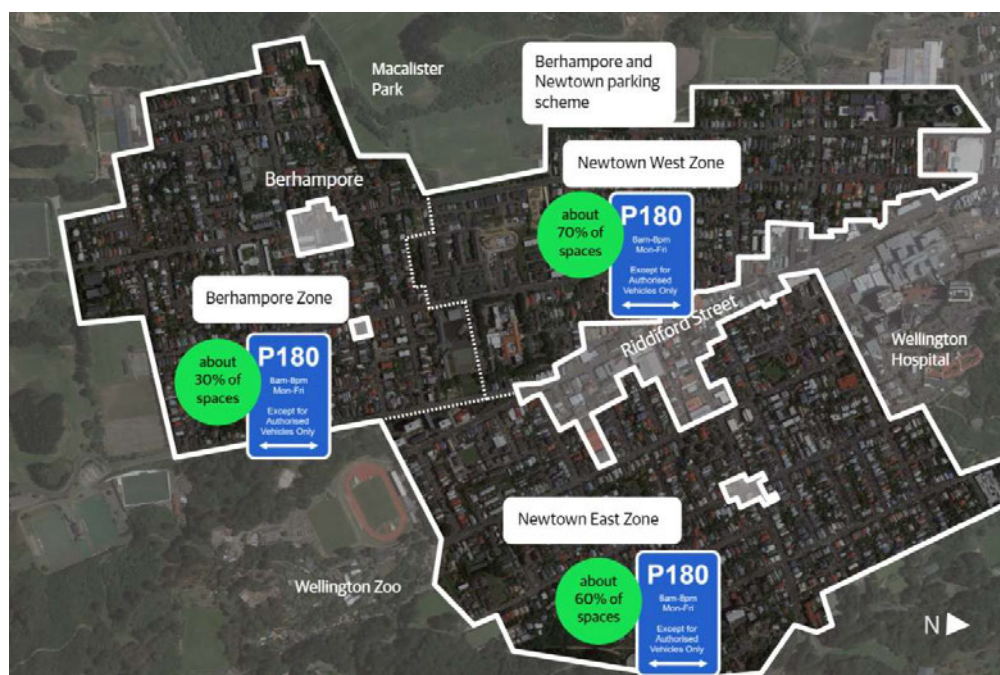 Macalister
Park
Berhampore and
Newtown parking
scheme
Newtown West Zone
Berhampore
about
70% of
spaces
P180
8am-8pm
Mon-Fri
Except for
Authorised
Vehicles Only
Berhampore Zone
Riddiford Street
Wellington
Hospital
about
30% of
spaces
P180
8am-8pm
Mon-Fri
Except for
Authorised
Vehicles Only
Newtown East Zone
Wellington Zoo
about
60% of
spaces
P180
8am-8pm
Mon-Fri
Except for
Authorised
Vehicles Only
N